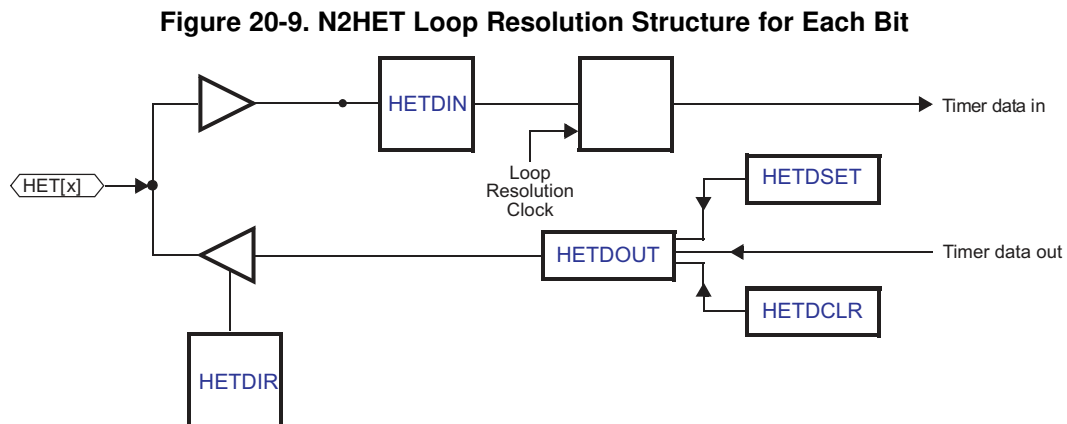 Figure 20-9. N2HET Loop Resolution Structure for Each Bit
HETDIN
Timer data in
Loop
Resolution
Clock
HET[x]
HETDSET
HETDOUT
Timer data out
HETDCLR
HETDIR